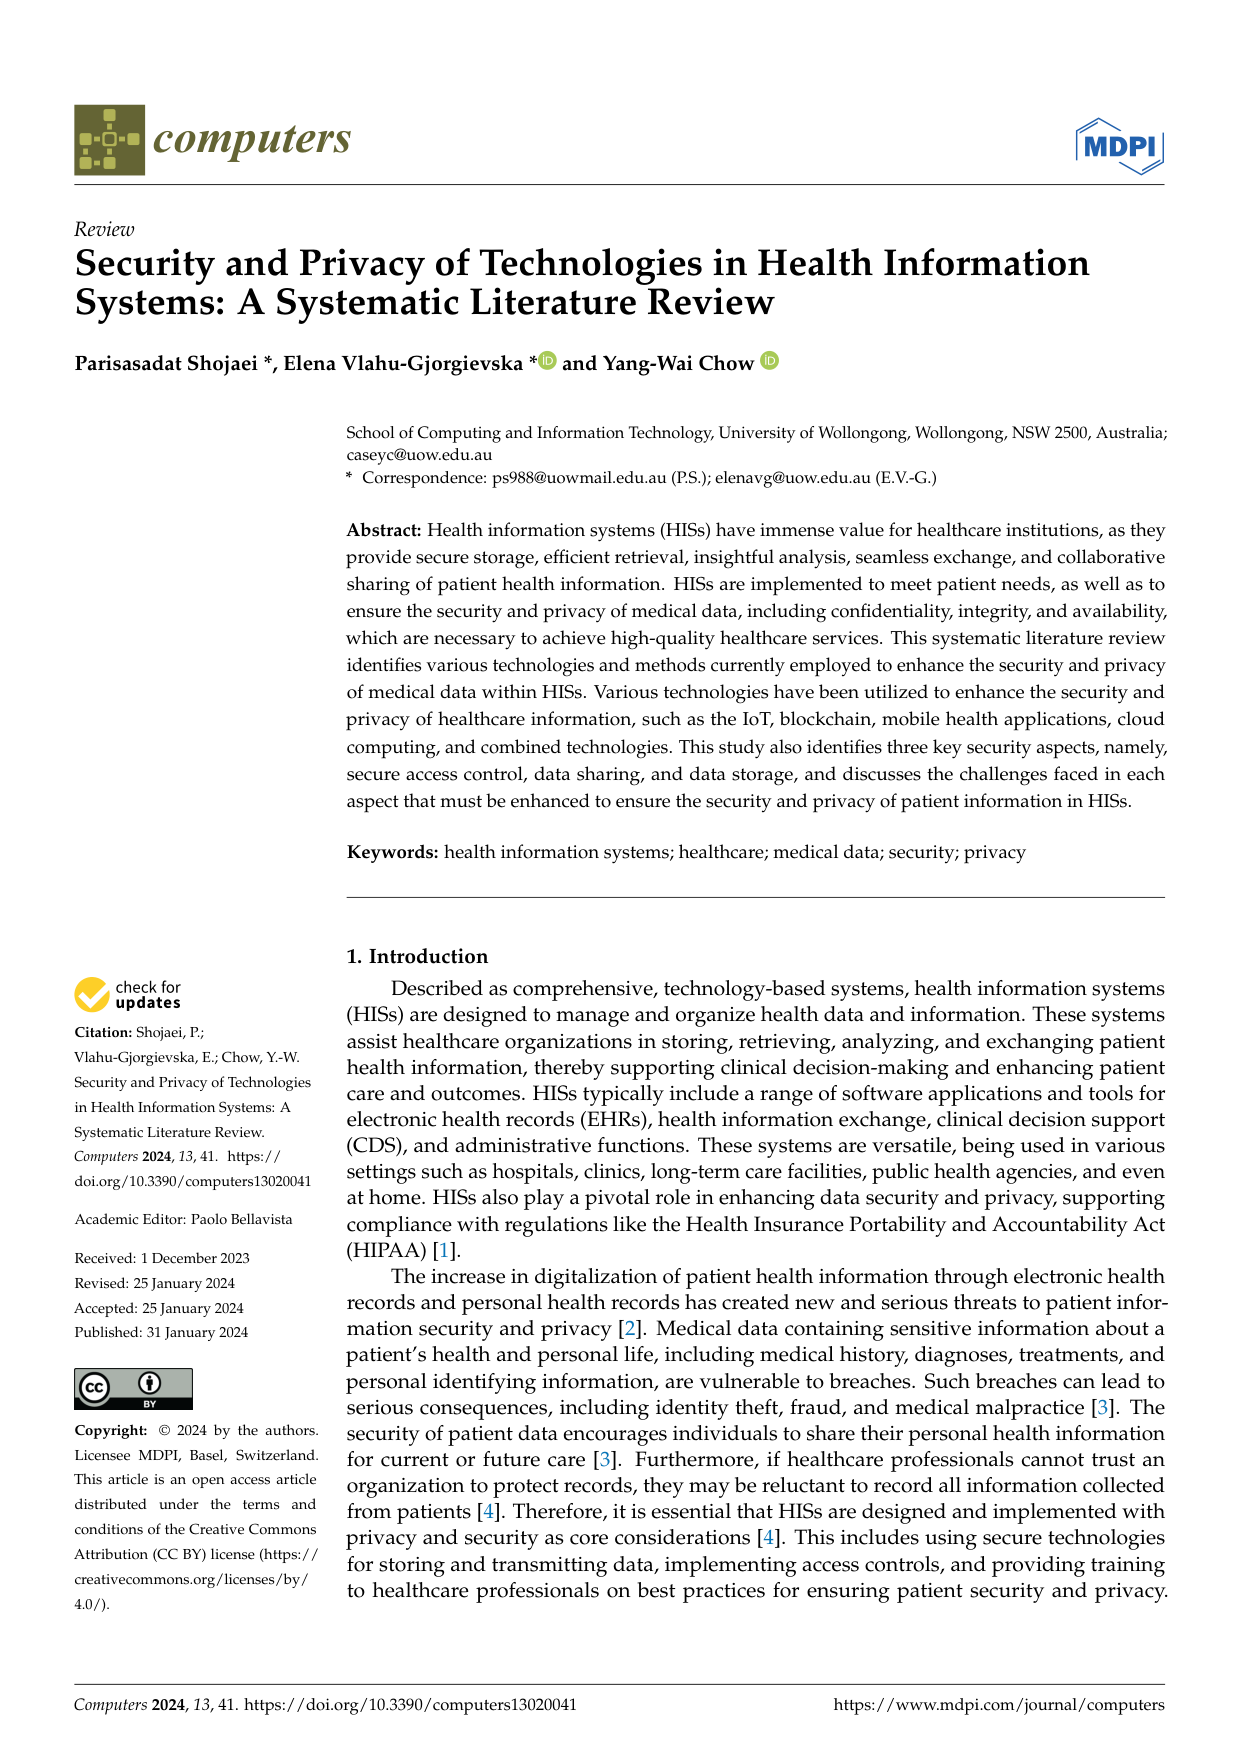 computers
MDPI
Review
Security and Privacy of Technologies in Health Information
Systems: A Systematic Literature Review
Parisasadat Shojaei *, Elena Vlahu-Gjorgievska * iD and Yang-Wai Chow iD
School of Computing and Information Technology, University of Wollongong, Wollongong, NSW 2500, Australia;
caseyc@uow.edu.au
* Correspondence: ps988@uowmail.edu.au (P.S.); elenavg@uow.edu.au (E.V.-G.)
Abstract: Health information systems (HISs) have immense value for healthcare institutions, as they
provide secure storage, efficient retrieval, insightful analysis, seamless exchange, and collaborative
sharing of patient health information. HISs are implemented to meet patient needs, as well as to
ensure the security and privacy of medical data, including confidentiality, integrity, and availability,
which are necessary to achieve high-quality healthcare services. This systematic literature review
identifies various technologies and methods currently employed to enhance the security and privacy
of medical data within HISs. Various technologies have been utilized to enhance the security and
privacy of healthcare information, such as the IoT, blockchain, mobile health applications, cloud
computing, and combined technologies. This study also identifies three key security aspects, namely,
secure access control, data sharing, and data storage, and discusses the challenges faced in each
aspect that must be enhanced to ensure the security and privacy of patient information in HISs.
Keywords: health information systems; healthcare; medical data; security; privacy
1. Introduction
Described as comprehensive, technology-based systems, health information systems
(HISs) are designed to manage and organize health data and information. These systems
assist healthcare organizations in storing, retrieving, analyzing, and exchanging patient
health information, thereby supporting clinical decision-making and enhancing patient
care and outcomes. HISs typically include a range of software applications and tools for
electronic health records (EHRs), health information exchange, clinical decision support
(CDS), and administrative functions. These systems are versatile, being used in various
settings such as hospitals, clinics, long-term care facilities, public health agencies, and even
at home. HISs also play a pivotal role in enhancing data security and privacy, supporting
compliance with regulations like the Health Insurance Portability and Accountability Act
(HIPAA) [1].
The increase in digitalization of patient health information through electronic health
records and personal health records has created new and serious threats to patient infor-
mation security and privacy [2]. Medical data containing sensitive information about a
patient's health and personal life, including medical history, diagnoses, treatments, and
personal identifying information, are vulnerable to breaches. Such breaches can lead to
serious consequences, including identity theft, fraud, and medical malpractice [3]. The
security of patient data encourages individuals to share their personal health information
for current or future care [3]. Furthermore, if healthcare professionals cannot trust an
organization to protect records, they may be reluctant to record all information collected
from patients [4]. Therefore, it is essential that HISs are designed and implemented with
privacy and security as core considerations [4]. This includes using secure technologies
for storing and transmitting data, implementing access controls, and providing training
to healthcare professionals on best practices for ensuring patient security and privacy.
check for
updates
Citation: Shojaei, P.;
Vlahu-Gjorgievska, E.; Chow, Y.-W.
Security and Privacy of Technologies
in Health Information Systems: A
Systematic Literature Review.
Computers 2024, 13, 41. https://
doi.org/10.3390/computers13020041
Academic Editor: Paolo Bellavista
Received: 1 December 2023
Revised: 25 January 2024
Accepted: 25 January 2024
Published: 31 January 2024
cc
BY
Copyright: © 2024 by the authors.
Licensee MDPI, Basel, Switzerland.
This article is an open access article
distributed under the terms and
conditions of the Creative Commons
Attribution (CC BY) license (https://
creativecommons.org/licenses/by/
4.0/).
Computers 2024, 13, 41. https://doi.org/10.3390/computers13020041
https://www.mdpi.com/journal/computers